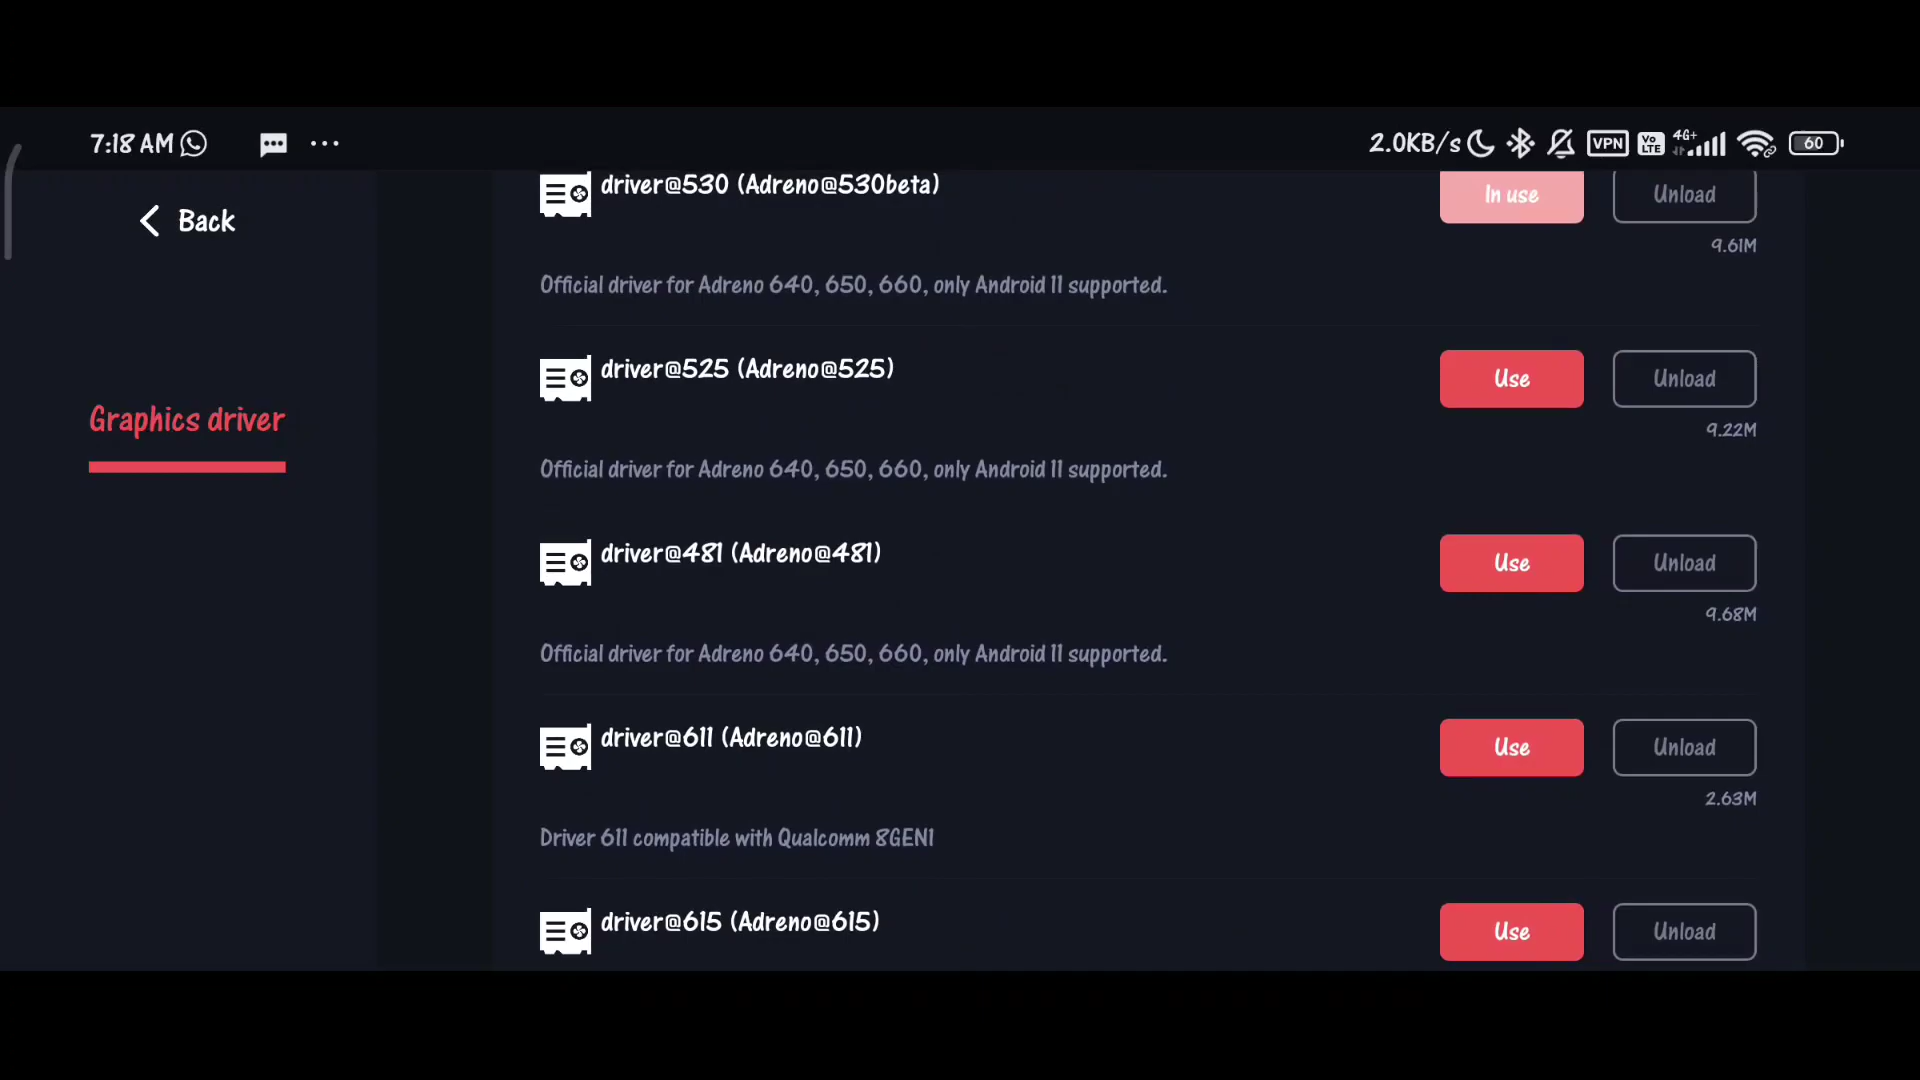 7:18 AM
2.0KB/s VPN Vo LTE 4G+ 60
Back
Graphics driver
driver@530 (Adreno@530beta)
In use
Unload
9.61M
Official driver for Adreno 640, 650, 660, only Android 11 supported.
driver@525 (Adreno@525)
Use
Unload
9.22M
Official driver for Adreno 640, 650, 660, only Android 11 supported.
driver@481 (Adreno@481)
Use
Unload
9.68M
Official driver for Adreno 640, 650, 660, only Android 11 supported.
driver@611 (Adreno@611)
Use
Unload
2.63M
Driver 611 compatible with Qualcomm 8GEN1
driver@615 (Adreno@615)
Use
Unload